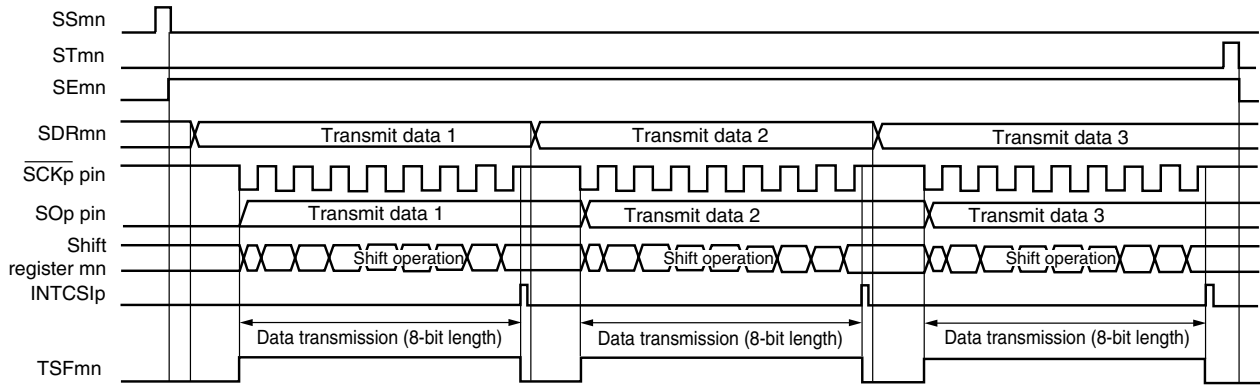 SSmn
STmn
SEmn
SDRmn Transmit data 1 Transmit data 2 Transmit data 3
SCKp pin
SOp pin Transmit data 1 Transmit data 2 Transmit data 3
Shift
register mn Shift operation Shift operation Shift operation
INTCSIp
Data transmission (8-bit length) Data transmission (8-bit length) Data transmission (8-bit length)
TSFmn